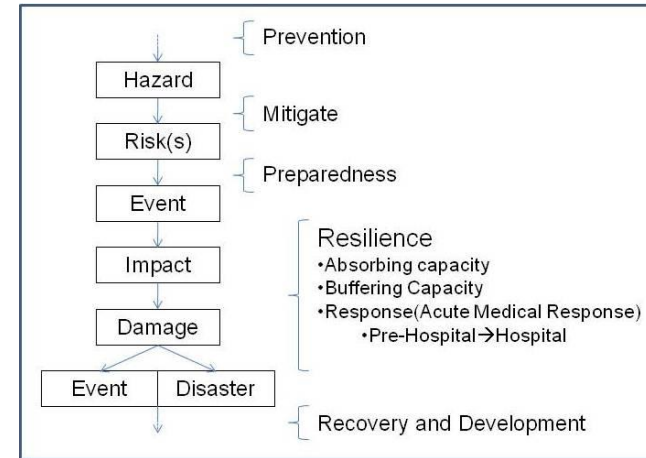 Prevention
Hazard
Mitigate
Risk(s)
Preparedness
Event
Resilience
•Absorbing capacity
Impact
•Buffering Capacity
•Response(Acute Medical Response)
Damage
•Pre-Hospital→Hospital
Event Disaster
Recovery and Development